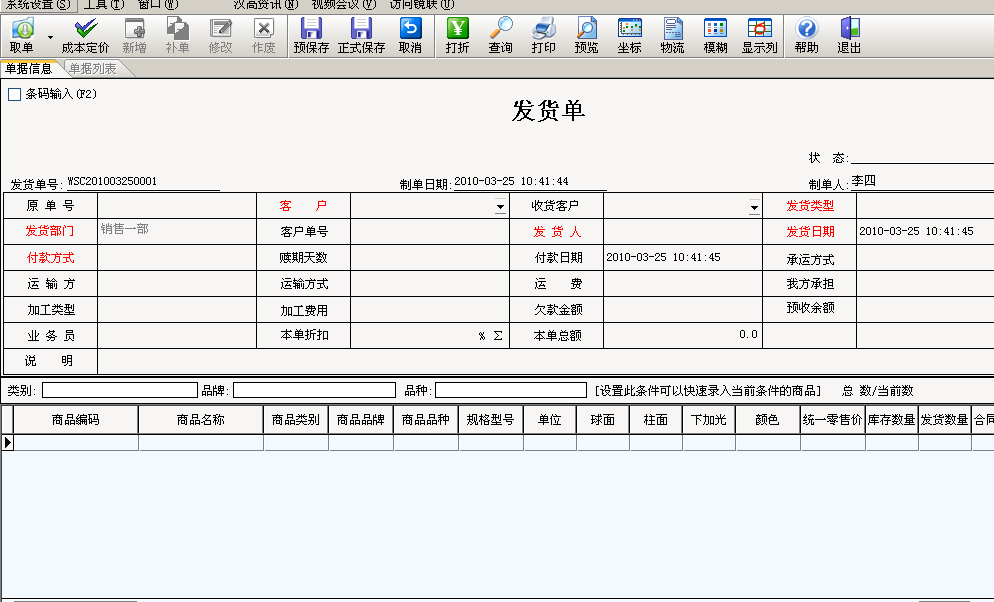 系统设置(S) 工具(T) 窗口(W) 汉高资讯(N) 视频会议(V) 访问镜联(U)
取单 成本定价 新增 补单 修改 作废 预保存 正式保存 取消 打折 查询 打印 预览 坐标 物流 模糊 显示列 帮助 退出
单据信息 单据列表
条码输入(F2)
发货单
状 态:
发货单号: WSC201003250001 制单日期: 2010-03-25 10:41:44 制单人: 李四
原 单 号 客 户 收货客户 发货类型
发货部门 销售一部 客户单号 发 货 人 发货日期 2010-03-25 10:41:45
付款方式 赊期天数 付款日期 2010-03-25 10:41:45 承运方式
运 输 方 运输方式 运 费 我方承担
加工类型 加工费用 欠款金额 预收余额
业 务 员 本单折扣 % Σ 本单总额 0.0
说 明
类别: 品牌: 品种: [设置此条件可以快速录入当前条件的商品] 总 数/当前数
商品编码 商品名称 商品类别 商品品牌 商品品种 规格型号 单位 球面 柱面 下加光 颜色 统一零售价 库存数量 发货数量 合同